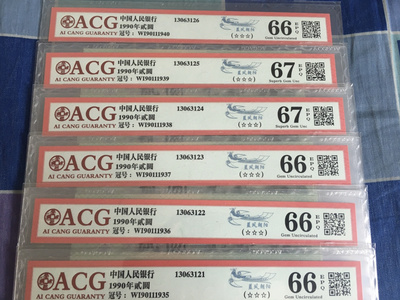 ACG 中国人民银行 13063126 66 EPQ
1990年贰圆 (☆☆☆)
AI CANG GUARANTY 冠号：WI90111940 Gem Uncirculated
ACG 中国人民银行 13063125 67 EPQ
1990年贰圆 (☆☆☆)
AI CANG GUARANTY 冠号：WI90111939 Superb Gem Unc
ACG 中国人民银行 13063124 67 EPQ
1990年贰圆 (☆☆☆)
AI CANG GUARANTY 冠号：WI90111938 Superb Gem Unc
ACG 中国人民银行 13063123 66 EPQ
1990年贰圆 (☆☆☆)
AI CANG GUARANTY 冠号：WI90111937 Gem Uncirculated
ACG 中国人民银行 13063122 66 EPQ
1990年贰圆 (☆☆☆)
AI CANG GUARANTY 冠号：WI90111936 Gem Uncirculated
ACG 中国人民银行 13063121 66 EPQ
1990年贰圆 (☆☆☆)
AI CANG GUARANTY 冠号：WI90111935 Gem Uncirculated